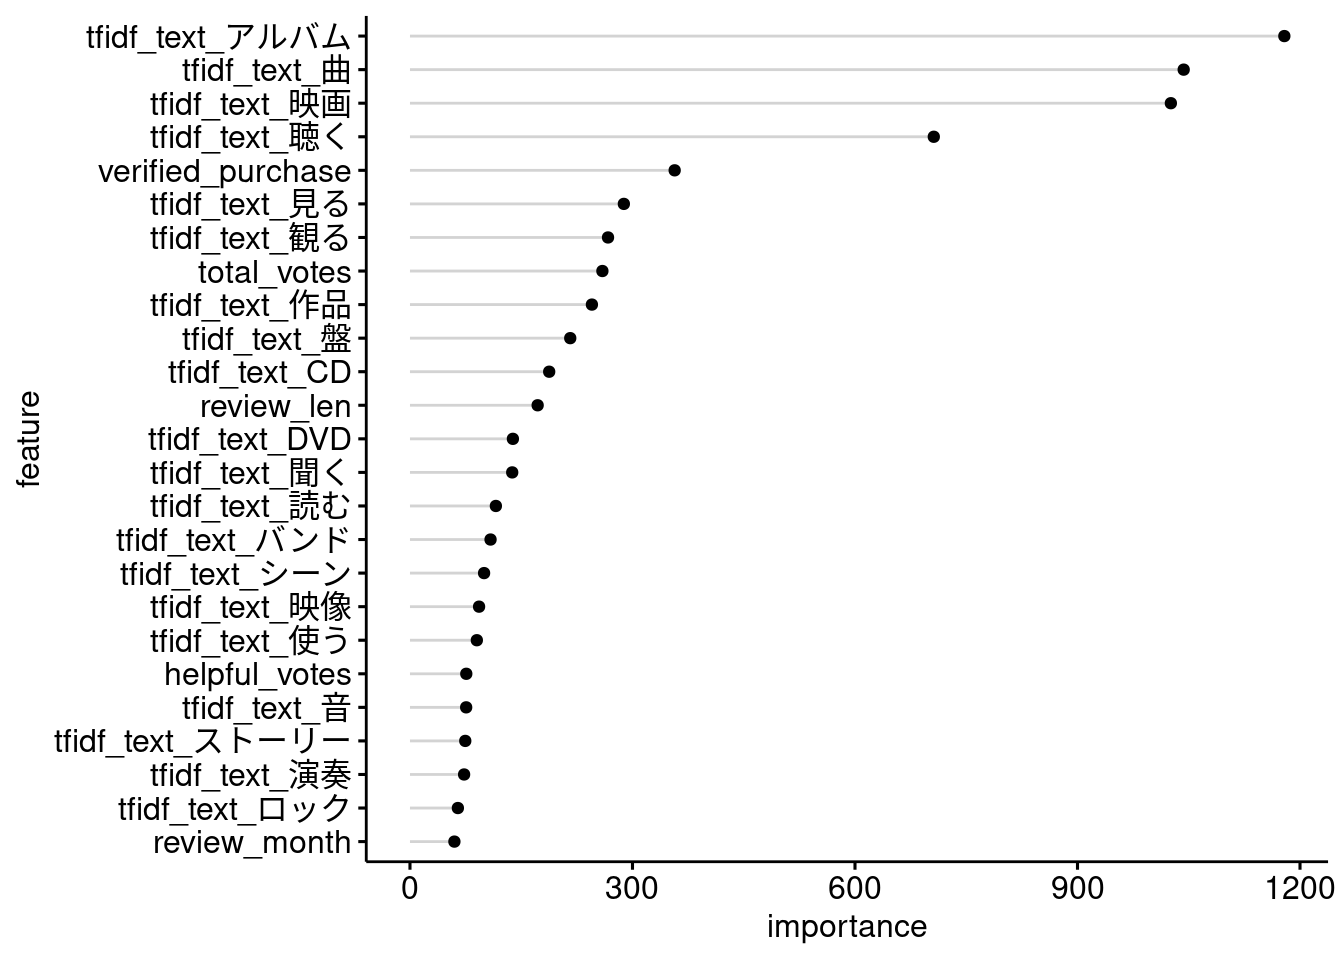 tfidf_text_アルバム
tfidf_text_曲
tfidf_text_映画
tfidf_text_聴く
verified_purchase
tfidf_text_見る
tfidf_text_観る
total_votes
tfidf_text_作品
tfidf_text_盤
tfidf_text_CD
review_len
tfidf_text_DVD
tfidf_text_聞く
tfidf_text_読む
tfidf_text_バンド
tfidf_text_シーン
tfidf_text_映像
tfidf_text_使う
helpful_votes
tfidf_text_音
tfidf_text_ストーリー
tfidf_text_演奏
tfidf_text_ロック
review_month
feature
0 300 600 900 1200
importance